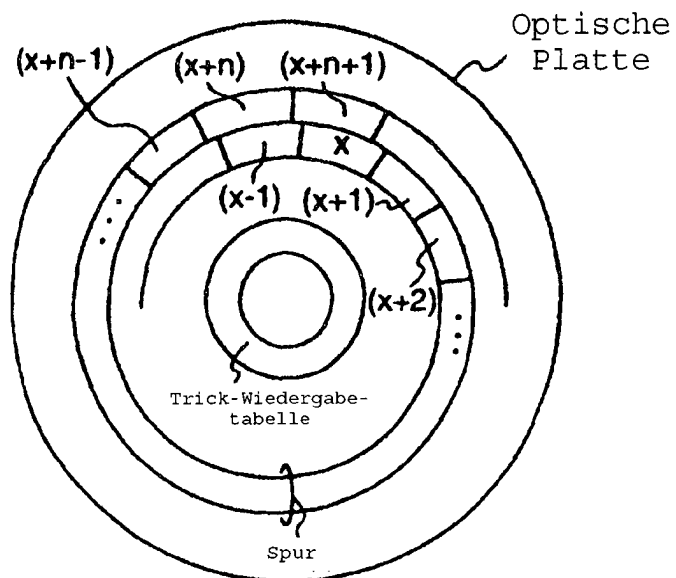 Optische
Platte
(x+n-1)
(x+n)
(x+n+1)
x
(x-1)
(x+1)
(x+2)
Trick-Wiedergabe-
tabelle
Spur